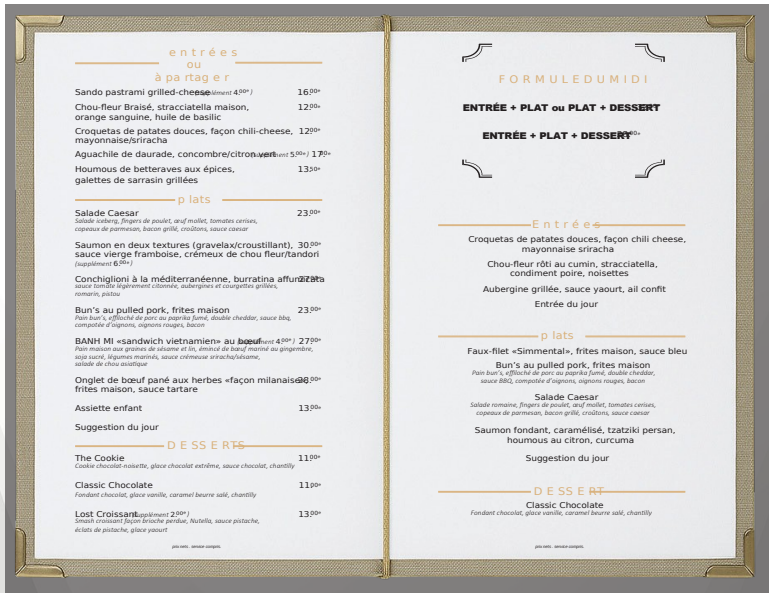 entrées
ou
à partager
Sando pastrami grilled-cheese (supplément 4,00€) 16,00€
Chou-fleur Braisé, stracciatella maison, 12,00€
orange sanguine, huile de basilic
Croquetas de patates douces, façon chili-cheese, 12,00€
mayonnaise/sriracha
Aguachile de daurade, concombre/citron vert (supplément 5,00€) 17,00€
Houmous de betteraves aux épices, 13,50€
galettes de sarrasin grillées
plats
Salade Caesar 23,00€
Salade iceberg, fingers de poulet, œuf mollet, tomates cerises,
copeaux de parmesan, bacon grillé, croûtons, sauce caesar
Saumon en deux textures (gravelax/croustillant), 30,00€
sauce vierge framboise, crémeux de chou fleur/tandori
(supplément 6,00€)
Conchiglioni à la méditerranéenne, burratina affumicata
sauce tomate légèrement citonnée, aubergines et courgettes grillées,
romarin, pistou
Bun's au pulled pork, frites maison 23,00€
Pain bun's, effiloché de porc au paprika fumé, double cheddar, sauce bbq,
compotée d'oignons, oignons rouges, bacon
BANH MI «sandwich vietnamien» au bœuf (supplément 4,00€) 27,00€
Pain maison aux graines de sésame et lin, émincé de bœuf mariné au gingembre,
soja sucré, légumes marinés, sauce crémeuse sriracha/sésame,
salade de chou asiatique
Onglet de bœuf pané aux herbes «façon milanaise»,
frites maison, sauce tartare
Assiette enfant 13,00€
Suggestion du jour
DESSERTS
The Cookie 11,00€
Cookie chocolat-noisette, glace chocolat extrême, sauce chocolat, chantilly
Classic Chocolate 11,00€
Fondant chocolat, glace vanille, caramel beurre salé, chantilly
Lost Croissant (supplément 2,00€) 13,00€
Smash croissant façon brioche perdue, Nutella, sauce pistache,
éclats de pistache, glace yaourt
prix nets - service compris
FORMULE DU MIDI
ENTRÉE + PLAT ou PLAT + DESSERT
ENTRÉE + PLAT + DESSERT
Entrées
Croquetas de patates douces, façon chili cheese,
mayonnaise sriracha
Chou-fleur rôti au cumin, stracciatella,
condiment poire, noisettes
Aubergine grillée, sauce yaourt, ail confit
Entrée du jour
plats
Faux-filet «Simmental», frites maison, sauce bleu
Bun's au pulled pork, frites maison
Pain bun's, effiloché de porc au paprika fumé, double cheddar,
sauce BBQ, compotée d'oignons, oignons rouges, bacon
Salade Caesar
Salade romaine, fingers de poulet, œuf mollet, tomates cerises,
copeaux de parmesan, bacon grillé, croûtons, sauce caesar
Saumon fondant, caramélisé, tzatziki persan,
houmous au citron, curcuma
Suggestion du jour
DESSERT
Classic Chocolate
Fondant chocolat, glace vanille, caramel beurre salé, chantilly
prix nets - service compris